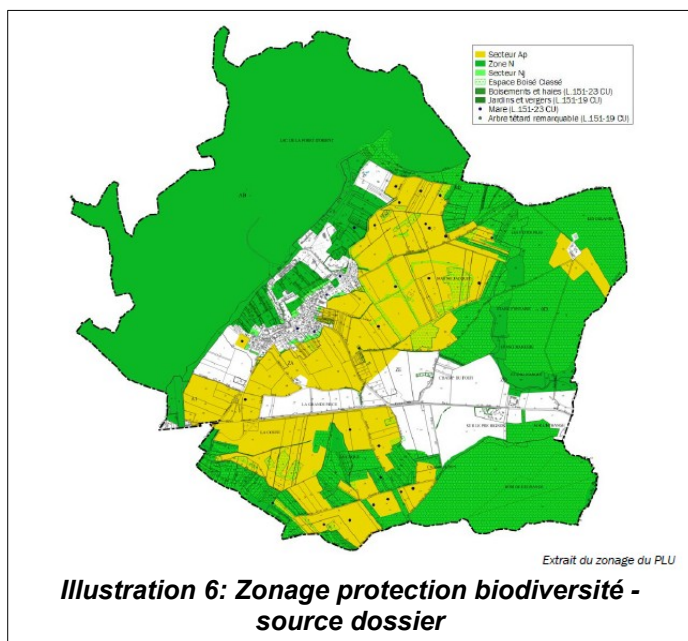 Secteur Ap
Zone N
Secteur Nj
Espace Boisé Classé
Boisements et haies (L.151-23 CU)
Jardins et vergers (L.151-19 CU)
Mare (L.151-23 CU)
Arbre têtard remarquable (L.151-19 CU)
Extrait du zonage du PLU
Illustration 6: Zonage protection biodiversité -
source dossier